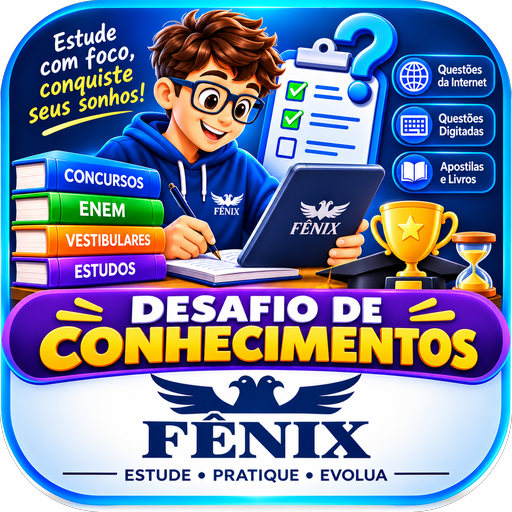 Estude
com foco,
conquiste
seus sonhos!
?
Questões
da Internet
Questões
Digitadas
Apostilas
e Livros
CONCURSOS
ENEM
VESTIBULARES
ESTUDOS
FÊNIX
FÊNIX
DESAFIO DE
CONHECIMENTOS
FÊNIX
ESTUDE • PRATIQUE • EVOLUA